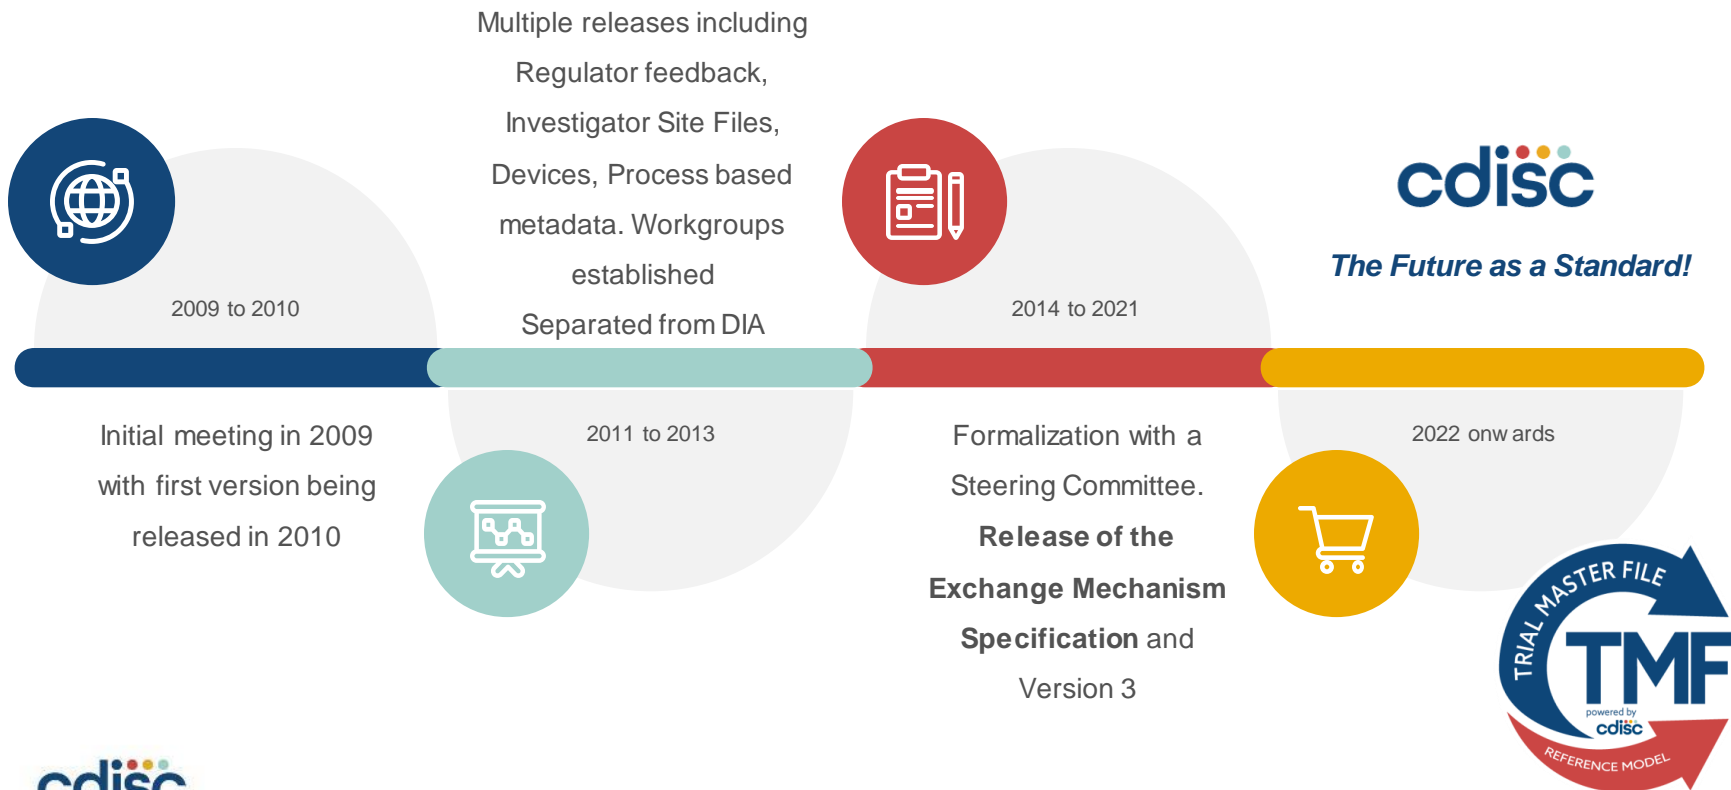 Multiple releases including
Regulator feedback,
Investigator Site Files,
Devices, Process based
metadata. Workgroups
established
Separated from DIA
2009 to 2010
Initial meeting in 2009
with first version being
released in 2010
2011 to 2013
2014 to 2021
Formalization with a
Steering Committee.
Release of the
Exchange Mechanism
Specification and
Version 3
cdisc
The Future as a Standard!
2022 onw ards
TRIAL MASTER FILE
TMF
powered by
cdisc
REFERENCE MODEL
cdisc